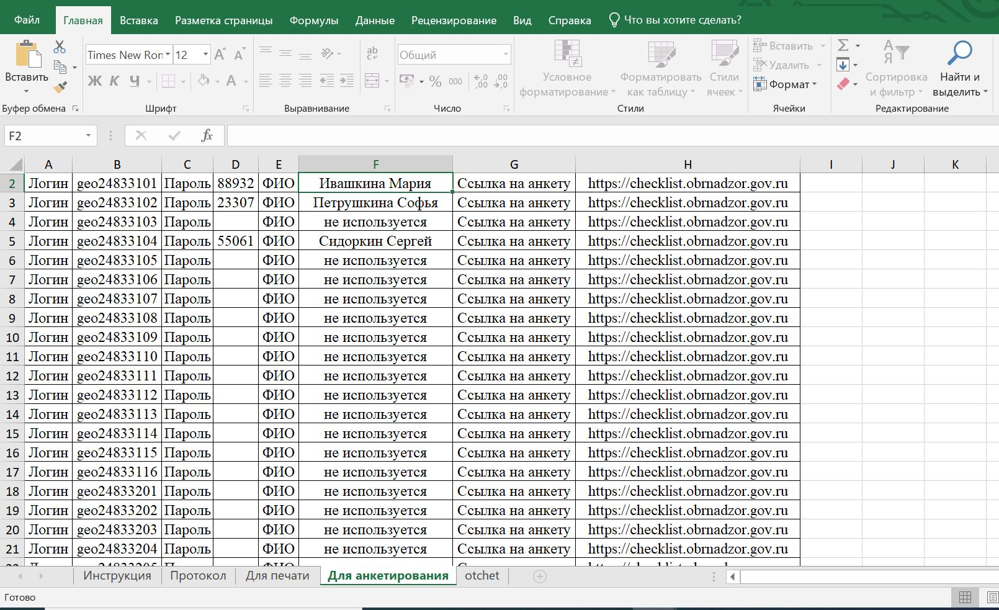 Файл Главная Вставка Разметка страницы Формулы Данные Рецензирование Вид Справка Что вы хотите сделать?
Вставить
Буфер обмена
Times New Ror 12
Ж К Ч
Шрифт
Выравнивание
Общий
% 000
Число
Условное форматирование
Форматировать как таблицу
Стили ячеек
Стили
Вставить
Удалить
Формат
Ячейки
Сортировка и фильтр
Найти и выделить
Редактирование
F2 fx
A B C D E F G H I J K
2 Логин geo24833101 Пароль 88932 ФИО Ивашкина Мария Ссылка на анкету https://checklist.obrnadzor.gov.ru
3 Логин geo24833102 Пароль 23307 ФИО Петрушкина Софья Ссылка на анкету https://checklist.obrnadzor.gov.ru
4 Логин geo24833103 Пароль ФИО не используется Ссылка на анкету https://checklist.obrnadzor.gov.ru
5 Логин geo24833104 Пароль 55061 ФИО Сидоркин Сергей Ссылка на анкету https://checklist.obrnadzor.gov.ru
6 Логин geo24833105 Пароль ФИО не используется Ссылка на анкету https://checklist.obrnadzor.gov.ru
7 Логин geo24833106 Пароль ФИО не используется Ссылка на анкету https://checklist.obrnadzor.gov.ru
8 Логин geo24833107 Пароль ФИО не используется Ссылка на анкету https://checklist.obrnadzor.gov.ru
9 Логин geo24833108 Пароль ФИО не используется Ссылка на анкету https://checklist.obrnadzor.gov.ru
10 Логин geo24833109 Пароль ФИО не используется Ссылка на анкету https://checklist.obrnadzor.gov.ru
11 Логин geo24833110 Пароль ФИО не используется Ссылка на анкету https://checklist.obrnadzor.gov.ru
12 Логин geo24833111 Пароль ФИО не используется Ссылка на анкету https://checklist.obrnadzor.gov.ru
13 Логин geo24833112 Пароль ФИО не используется Ссылка на анкету https://checklist.obrnadzor.gov.ru
14 Логин geo24833113 Пароль ФИО не используется Ссылка на анкету https://checklist.obrnadzor.gov.ru
15 Логин geo24833114 Пароль ФИО не используется Ссылка на анкету https://checklist.obrnadzor.gov.ru
16 Логин geo24833115 Пароль ФИО не используется Ссылка на анкету https://checklist.obrnadzor.gov.ru
17 Логин geo24833116 Пароль ФИО не используется Ссылка на анкету https://checklist.obrnadzor.gov.ru
18 Логин geo24833201 Пароль ФИО не используется Ссылка на анкету https://checklist.obrnadzor.gov.ru
19 Логин geo24833202 Пароль ФИО не используется Ссылка на анкету https://checklist.obrnadzor.gov.ru
20 Логин geo24833203 Пароль ФИО не используется Ссылка на анкету https://checklist.obrnadzor.gov.ru
21 Логин geo24833204 Пароль ФИО не используется Ссылка на анкету https://checklist.obrnadzor.gov.ru
Инструкция Протокол Для печати Для анкетирования otchet
Готово